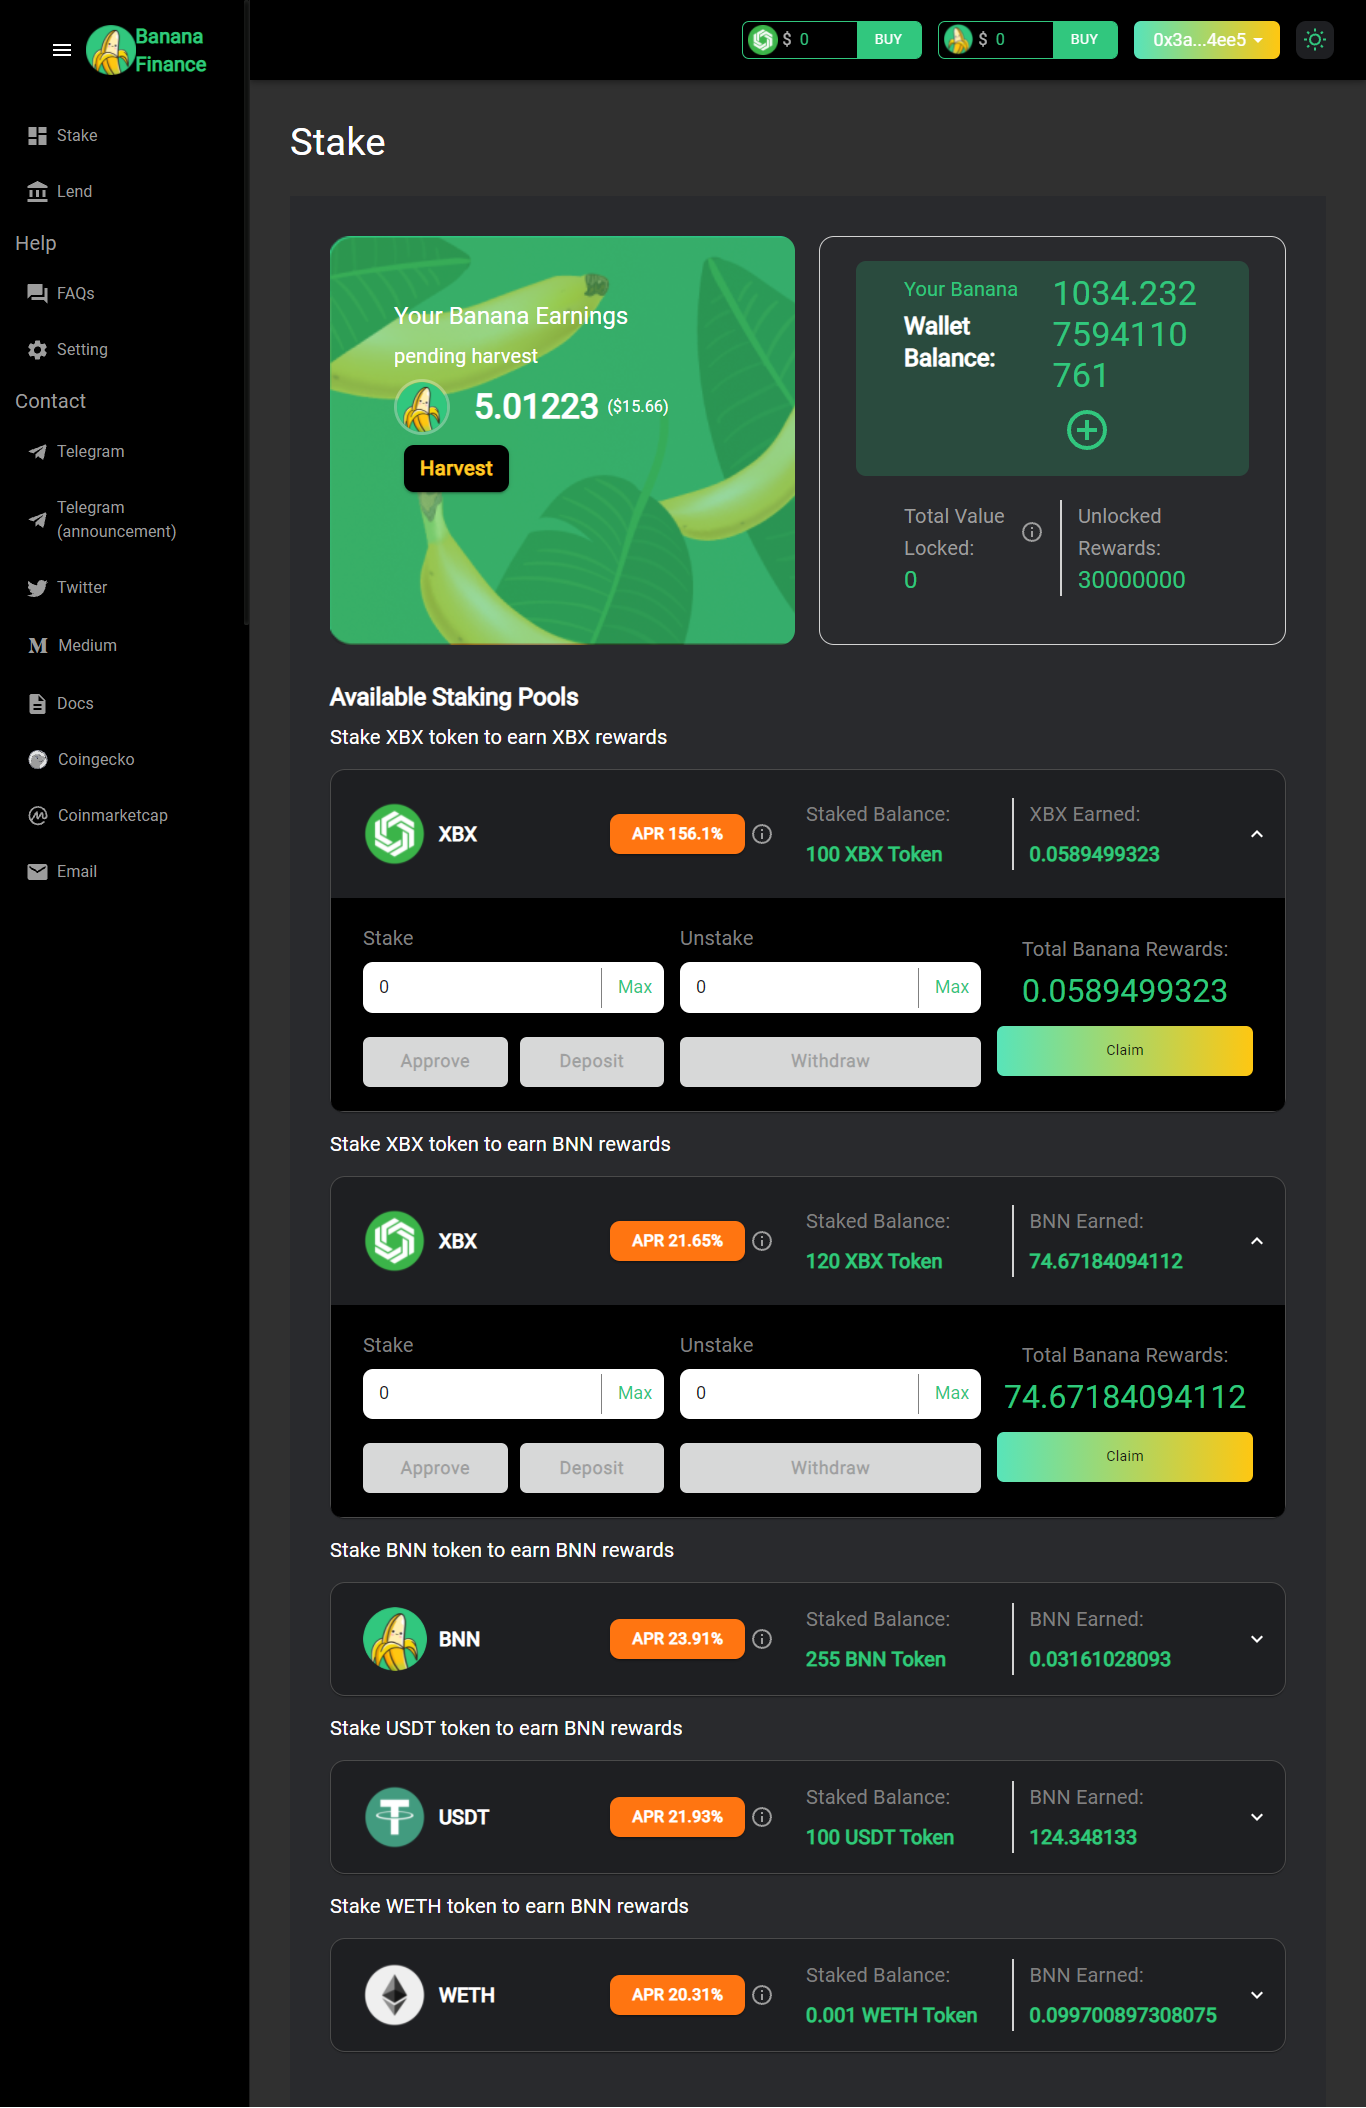 Banana
Finance
Stake
Lend
Help
FAQs
Setting
Contact
Telegram
Telegram
(announcement)
Twitter
Medium
Docs
Coingecko
Coinmarketcap
Email
$ 0 BUY
$ 0 BUY
0x3a...4ee5
Stake
Your Banana Earnings
pending harvest
5.01223 ($15.66)
Harvest
Your Banana
Wallet
Balance:
1034.232
7594110
761
Total Value
Locked:
0
Unlocked
Rewards:
30000000
Available Staking Pools
Stake XBX token to earn XBX rewards
XBX
APR 156.1%
Staked Balance:
100 XBX Token
XBX Earned:
0.0589499323
Stake
0 Max
Approve Deposit
Unstake
0 Max
Withdraw
Total Banana Rewards:
0.0589499323
Claim
Stake XBX token to earn BNN rewards
XBX
APR 21.65%
Staked Balance:
120 XBX Token
BNN Earned:
74.67184094112
Stake
0 Max
Approve Deposit
Unstake
0 Max
Withdraw
Total Banana Rewards:
74.67184094112
Claim
Stake BNN token to earn BNN rewards
BNN
APR 23.91%
Staked Balance:
255 BNN Token
BNN Earned:
0.03161028093
Stake USDT token to earn BNN rewards
USDT
APR 21.93%
Staked Balance:
100 USDT Token
BNN Earned:
124.348133
Stake WETH token to earn BNN rewards
WETH
APR 20.31%
Staked Balance:
0.001 WETH Token
BNN Earned:
0.099700897308075